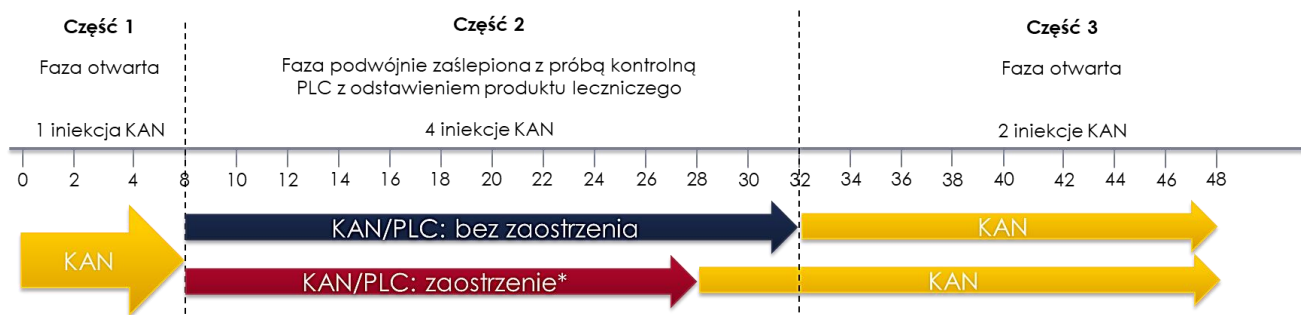 Część 1
Część 2
Część 3
Faza otwarta
Faza podwójnie zaślepiona z próbą kontrolną
PLC z odstawieniem produktu leczniczego
Faza otwarta
1 iniekcja KAN
4 iniekcje KAN
2 iniekcje KAN
0 2 4 8 10 12 14 16 18 20 22 24 26 28 30 32 34 36 38 40 42 44 46 48
KAN/PLC: bez zaostrzenia
KAN
KAN
KAN/PLC: zaostrzenie*
KAN